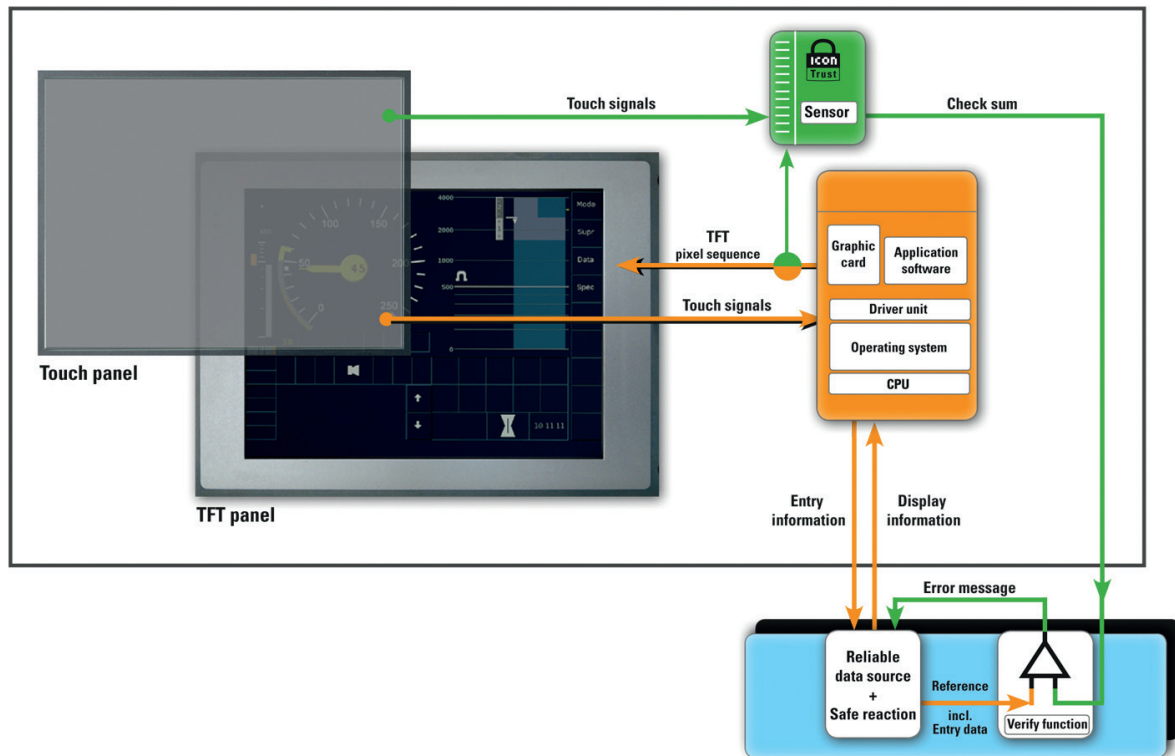 icon
Trust
Sensor
Touch signals
Check sum
4000
2000
1000
500
0
Mode
Supr
Data
Spec
50
100
150
200
250
0
45
10 11 11
TFT
pixel sequence
Touch signals
Graphic
card
Application
software
Driver unit
Operating system
CPU
Touch panel
TFT panel
Entry
information
Display
information
Error message
Reliable
data source
+
Safe reaction
Reference
incl.
Entry data
Verify function